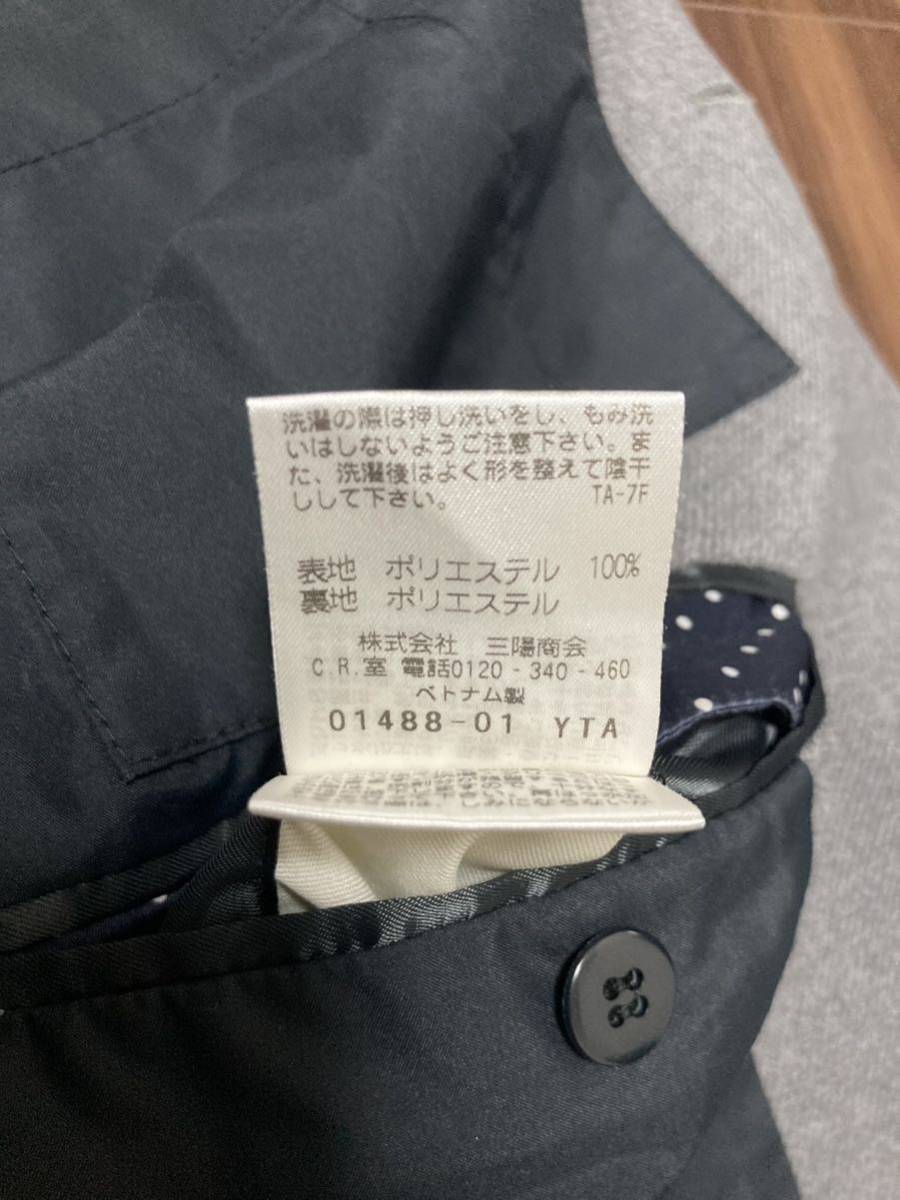 洗濯の際は押し洗いをし、もみ洗
いはしないようご注意下さい。ま
た、洗濯後はよく形を整えて陰干
ししてて下さい。 TA-7F
表地 ポリエステル 100%
裏地 ポリエステル
株式会社 三陽商会
C.R.室 電話0120-340-460
ベトナム製
01488-01 YTA